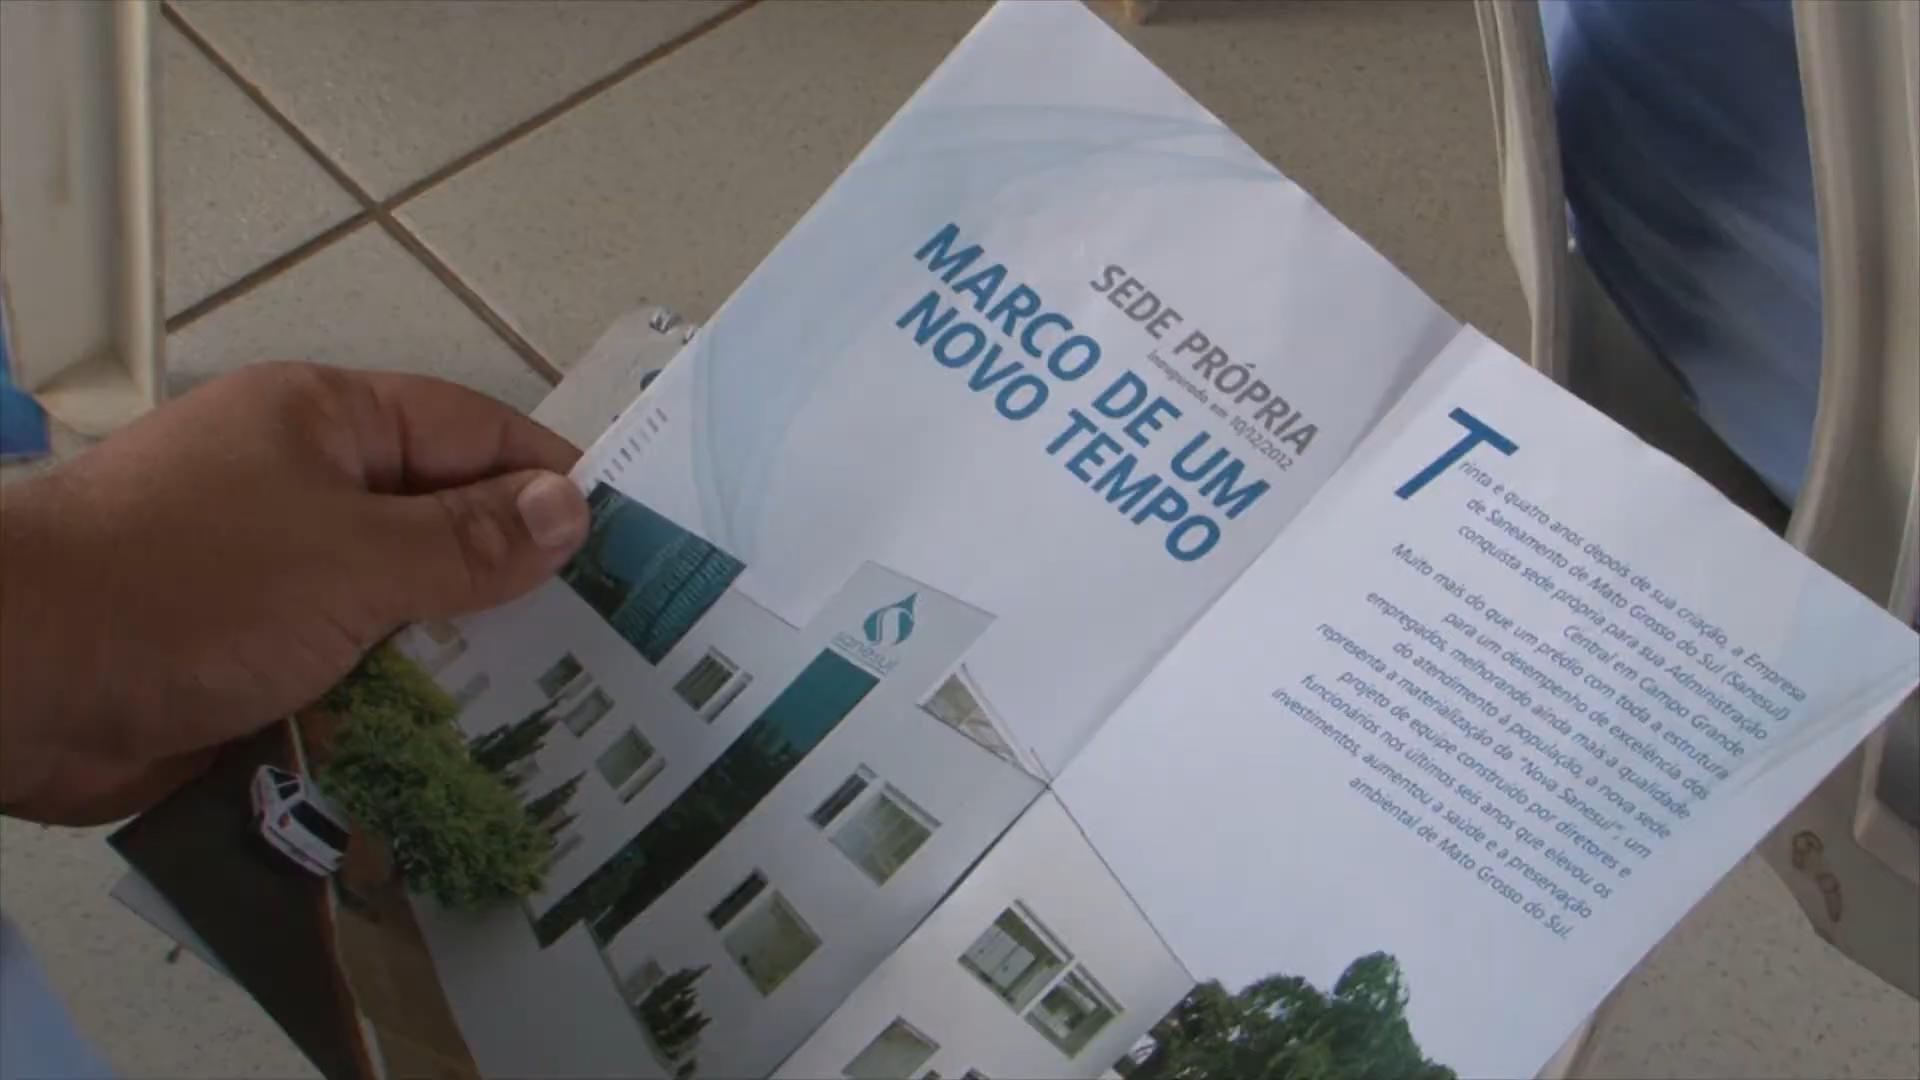 SEDE PRÓPRIA
Inaugurada em 10/12/2012
MARCO DE UM
NOVO TEMPO
sanesul
Trinta e quatro anos depois de sua criação, a Empresa
de Saneamento de Mato Grosso do Sul (Sanesul)
conquista sede própria para sua Administração
Central em Campo Grande
Muito mais do que um prédio com toda a estrutura
para um desempenho de excelência dos
empregados, melhorando ainda mais a qualidade
do atendimento à população, a nova sede
representa a materialização da "Nova Sanesul", um
projeto de equipe construído por diretores e
funcionários nos últimos seis anos que elevou os
investimentos, aumentou a saúde e a preservação
ambiental de Mato Grosso do Sul.